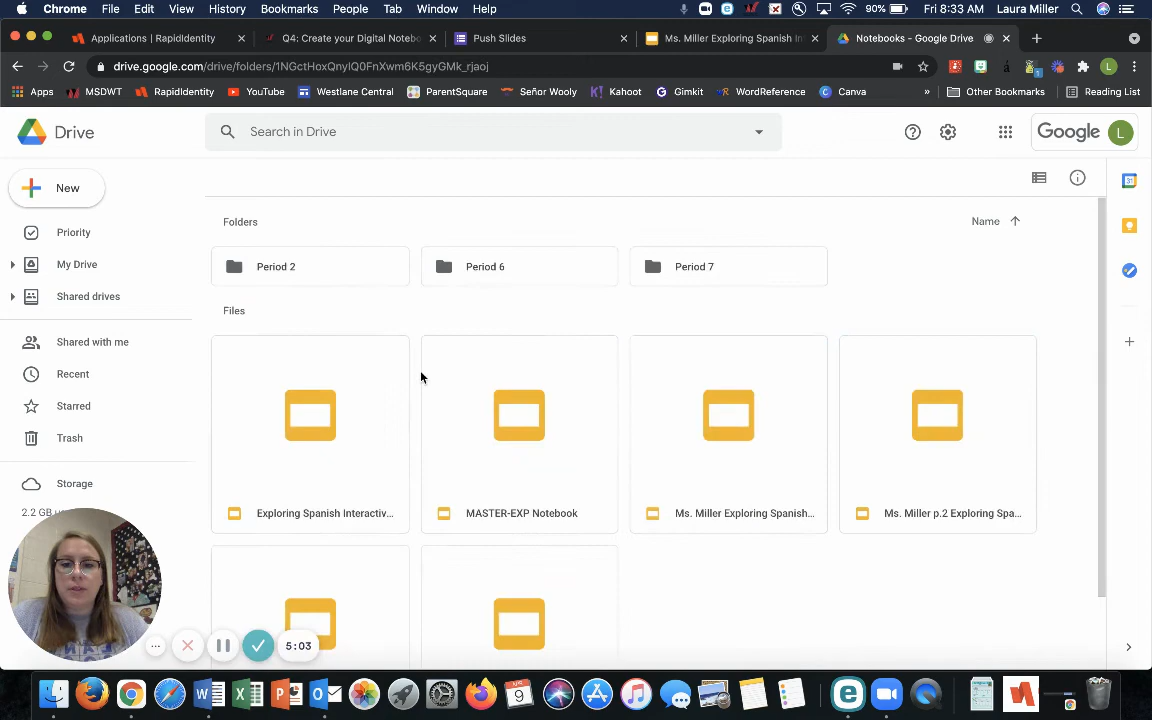 Chrome File Edit View History Bookmarks People Tab Window Help 90% Fri 8:33 AM Laura Miller
Applications | RapidIdentity
Q4: Create your Digital Notebo
Push Slides
Ms. Miller Exploring Spanish In
Notebooks - Google Drive
drive.google.com/drive/folders/1NGctHoxQnyIQ0FnXwm6K5gyGMk_rjaoj
L
Apps MSDWT RapidIdentity YouTube Westlane Central ParentSquare Señor Wooly Kahoot Gimkit WordReference Canva » Other Bookmarks Reading List
Drive
Search in Drive
Google L
New
Priority
My Drive
Shared drives
Shared with me
Recent
Starred
Trash
Storage
2.2 GB
Folders
Name
Period 2
Period 6
Period 7
Files
Exploring Spanish Interactiv...
MASTER-EXP Notebook
Ms. Miller Exploring Spanish...
Ms. Miller p.2 Exploring Spa...
31
5:03
9